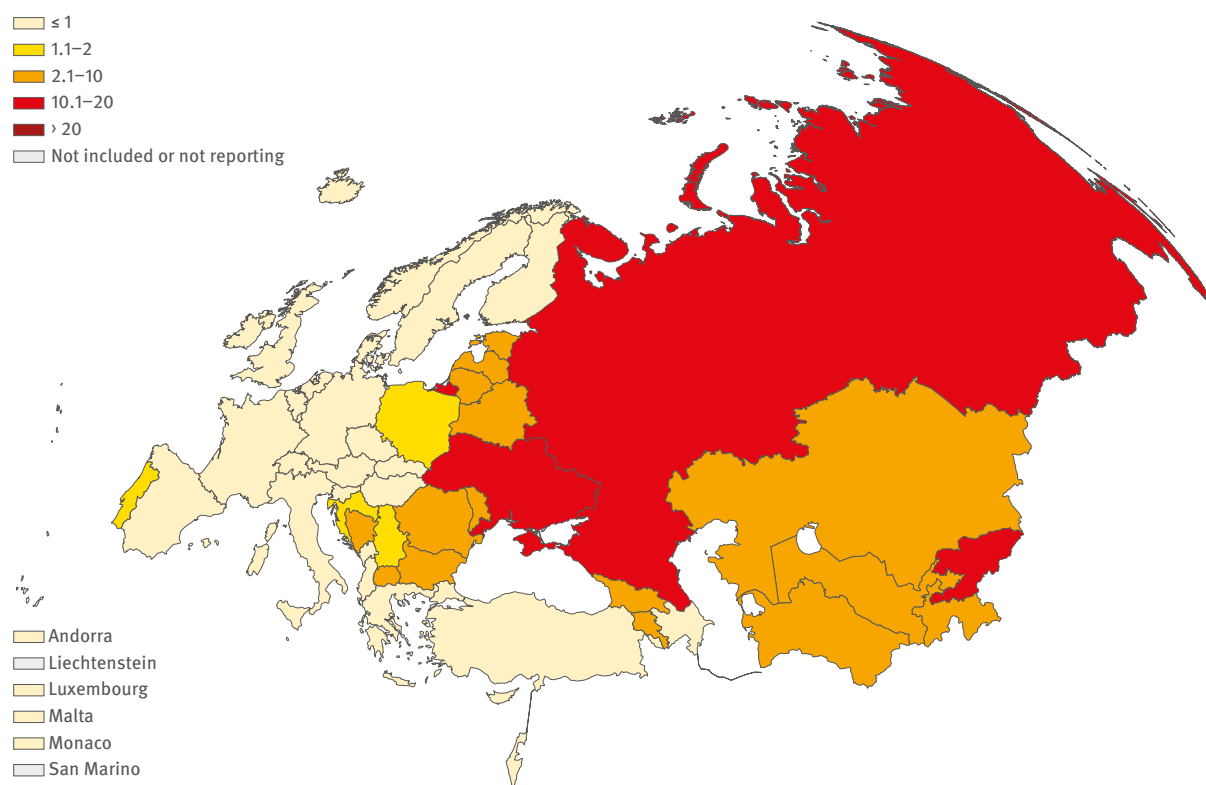 ≤ 1
1.1–2
2.1–10
10.1–20
> 20
Not included or not reporting
Andorra
Liechtenstein
Luxembourg
Malta
Monaco
San Marino